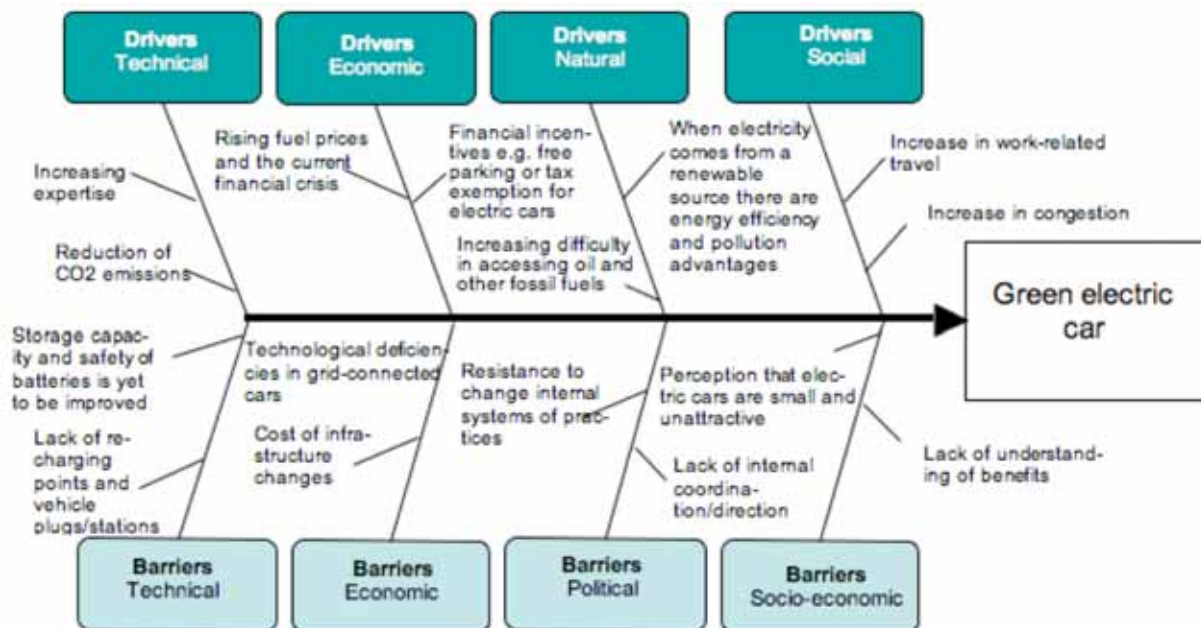 Drivers
Technical
Drivers
Economic
Drivers
Natural
Drivers
Social
Increasing
expertise
Reduction of
CO2 emissions
Rising fuel prices
and the current
financial crisis
Financial incen-
tives e.g. free
parking or tax
exemption for
electric cars
When electricity
comes from a
renewable
source there are
energy efficiency
and pollution
advantages
Increasing difficulty
in accessing oil and
other fossil fuels
Increase in work-related
travel
Increase in congestion
Green electric
car
Storage capac-
ity and safety of
batteries is yet
to be improved
Lack of re-
charging
points and
vehicle
plugs/stations
Technological deficien-
cies in grid-connected
cars
Cost of infra-
structure
changes
Resistance to
change internal
systems of prac-
tices
Perception that elec-
tric cars are small and
unattractive
Lack of internal
coordina-
tion/direction
Lack of understand-
ing of benefits
Barriers
Technical
Barriers
Economic
Barriers
Political
Barriers
Socio-economic